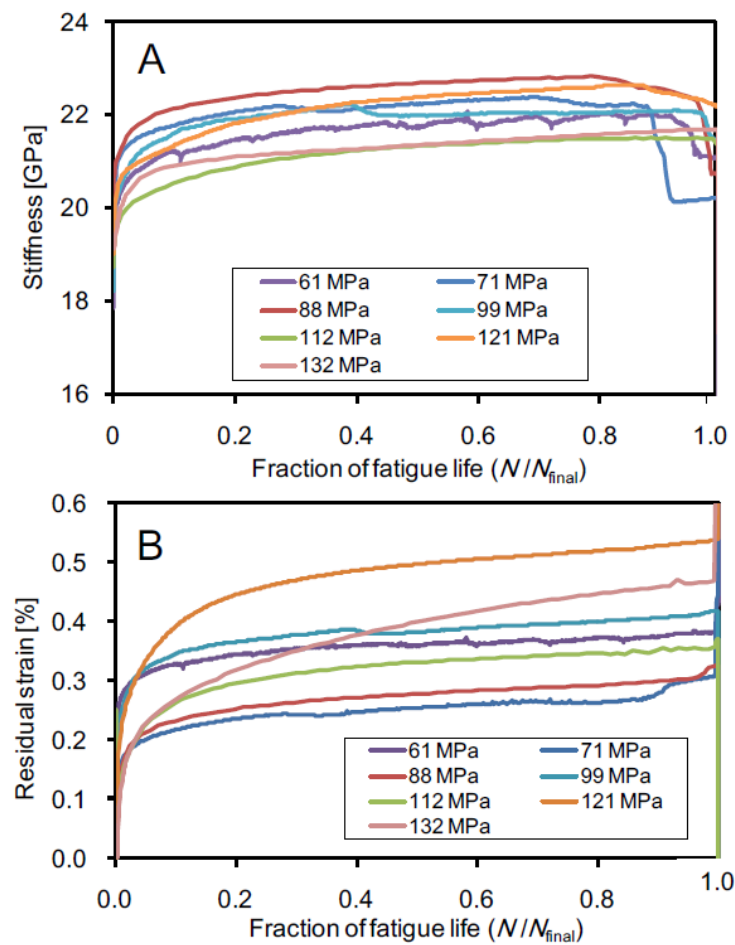 24
A
22
20
18
16
Stiffness [GPa]
61 MPa 71 MPa
88 MPa 99 MPa
112 MPa 121 MPa
132 MPa
0 0.2 0.4 0.6 0.8 1.0
Fraction of fatigue life (N/Nfinal)
0.6
B
0.5
0.4
0.3
0.2
0.1
0.0
Residual strain [%]
61 MPa 71 MPa
88 MPa 99 MPa
112 MPa 121 MPa
132 MPa
0.0 0.2 0.4 0.6 0.8 1.0
Fraction of fatigue life (N/Nfinal)